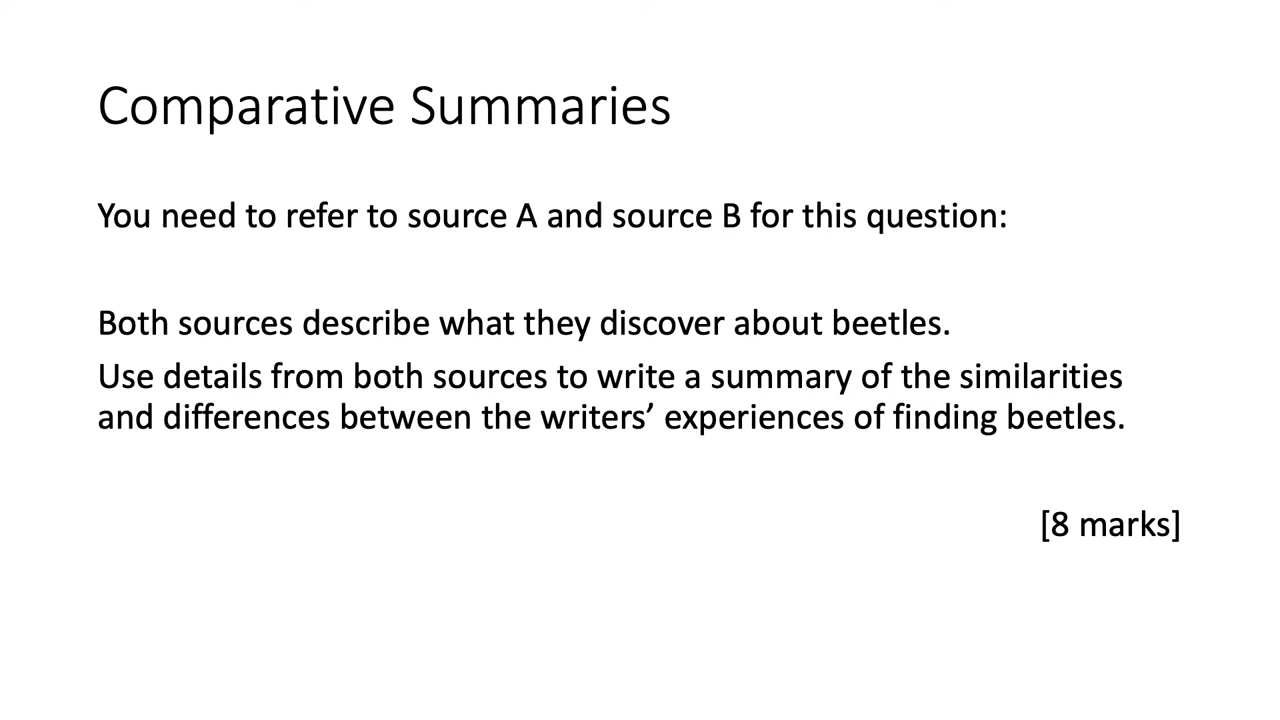 Comparative Summaries
You need to refer to source A and source B for this question:
Both sources describe what they discover about beetles.
Use details from both sources to write a summary of the similarities
and differences between the writers’ experiences of finding beetles.
[8 marks]